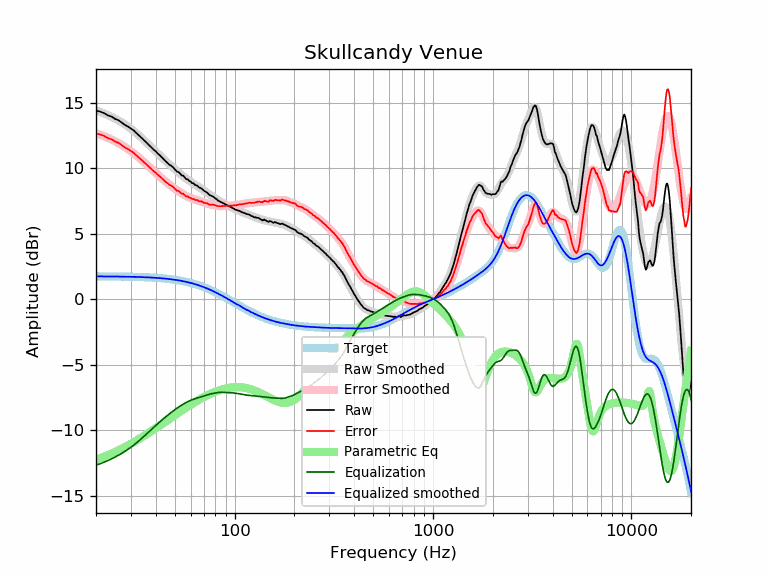 Skullcandy Venue
15
10
5
0
−5
−10
−15
Amplitude (dBr)
Target
Raw Smoothed
Error Smoothed
Raw
Error
Parametric Eq
Equalization
Equalized smoothed
100
1000
10000
Frequency (Hz)